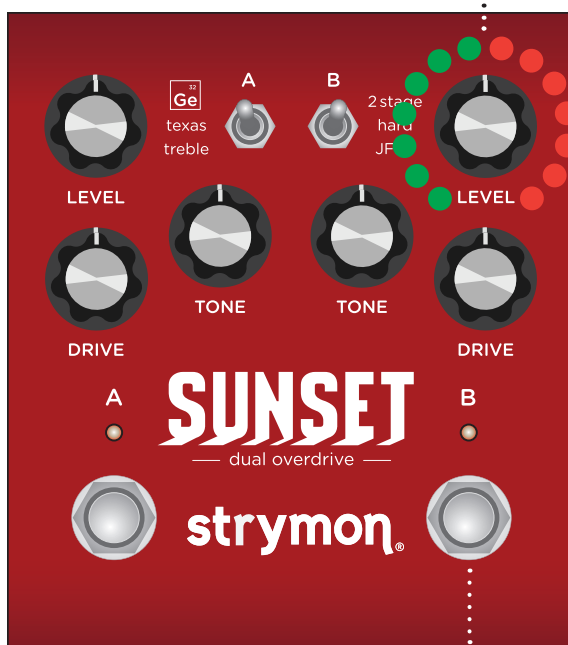 A
B
32
Ge
texas
treble
2 stage
hard
JF
LEVEL
LEVEL
TONE
TONE
DRIVE
DRIVE
A
B
SUNSET
dual overdrive
strymon®